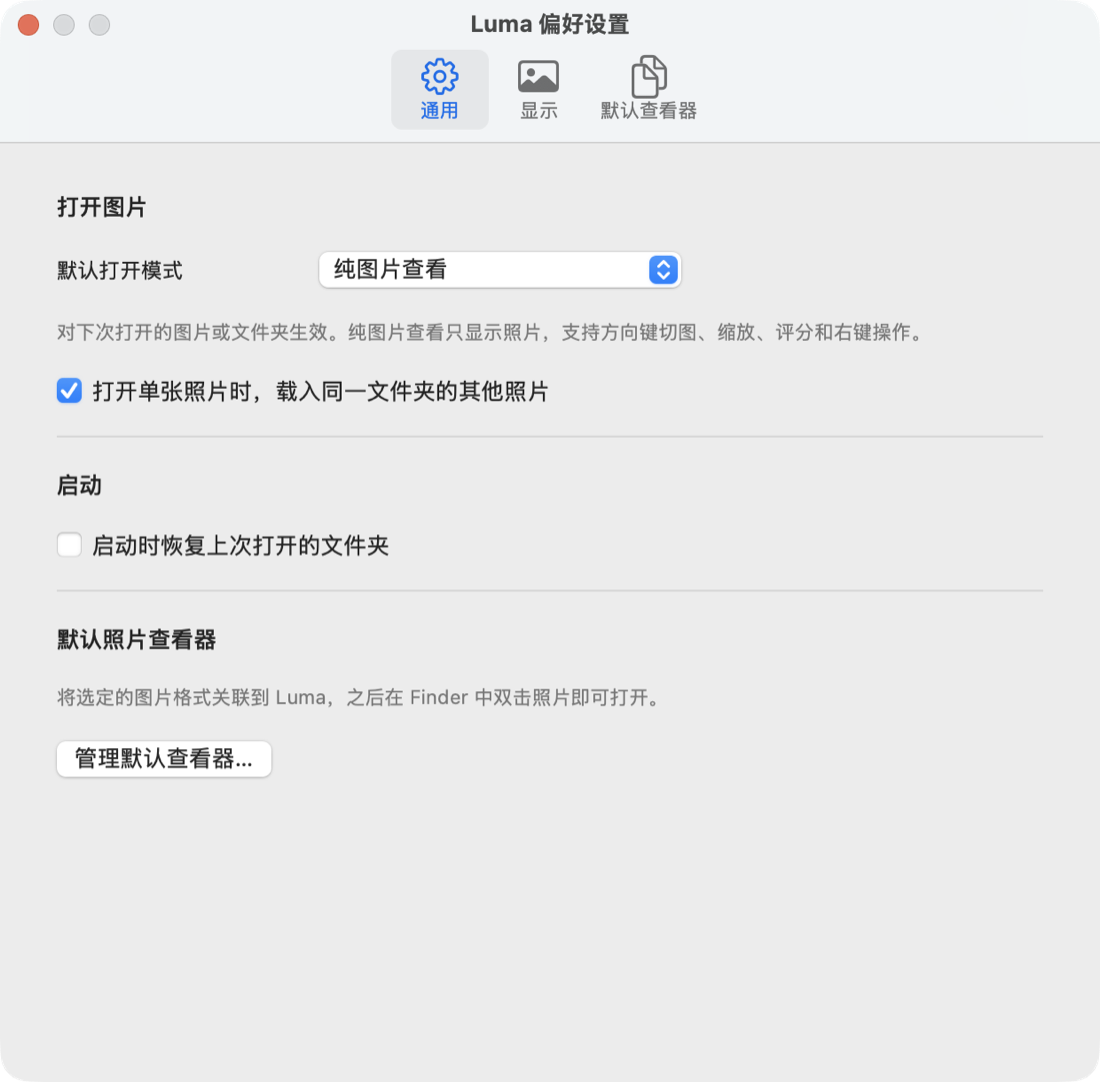 Luma 偏好设置
通用
显示
默认查看器
打开图片
默认打开模式
纯图片查看
对下次打开的图片或文件夹生效。纯图片查看只显示照片，支持方向键切图、缩放、评分和右键操作。
打开单张照片时，载入同一文件夹的其他照片
启动
启动时恢复上次打开的文件夹
默认照片查看器
将选定的图片格式关联到 Luma，之后在 Finder 中双击照片即可打开。
管理默认查看器...